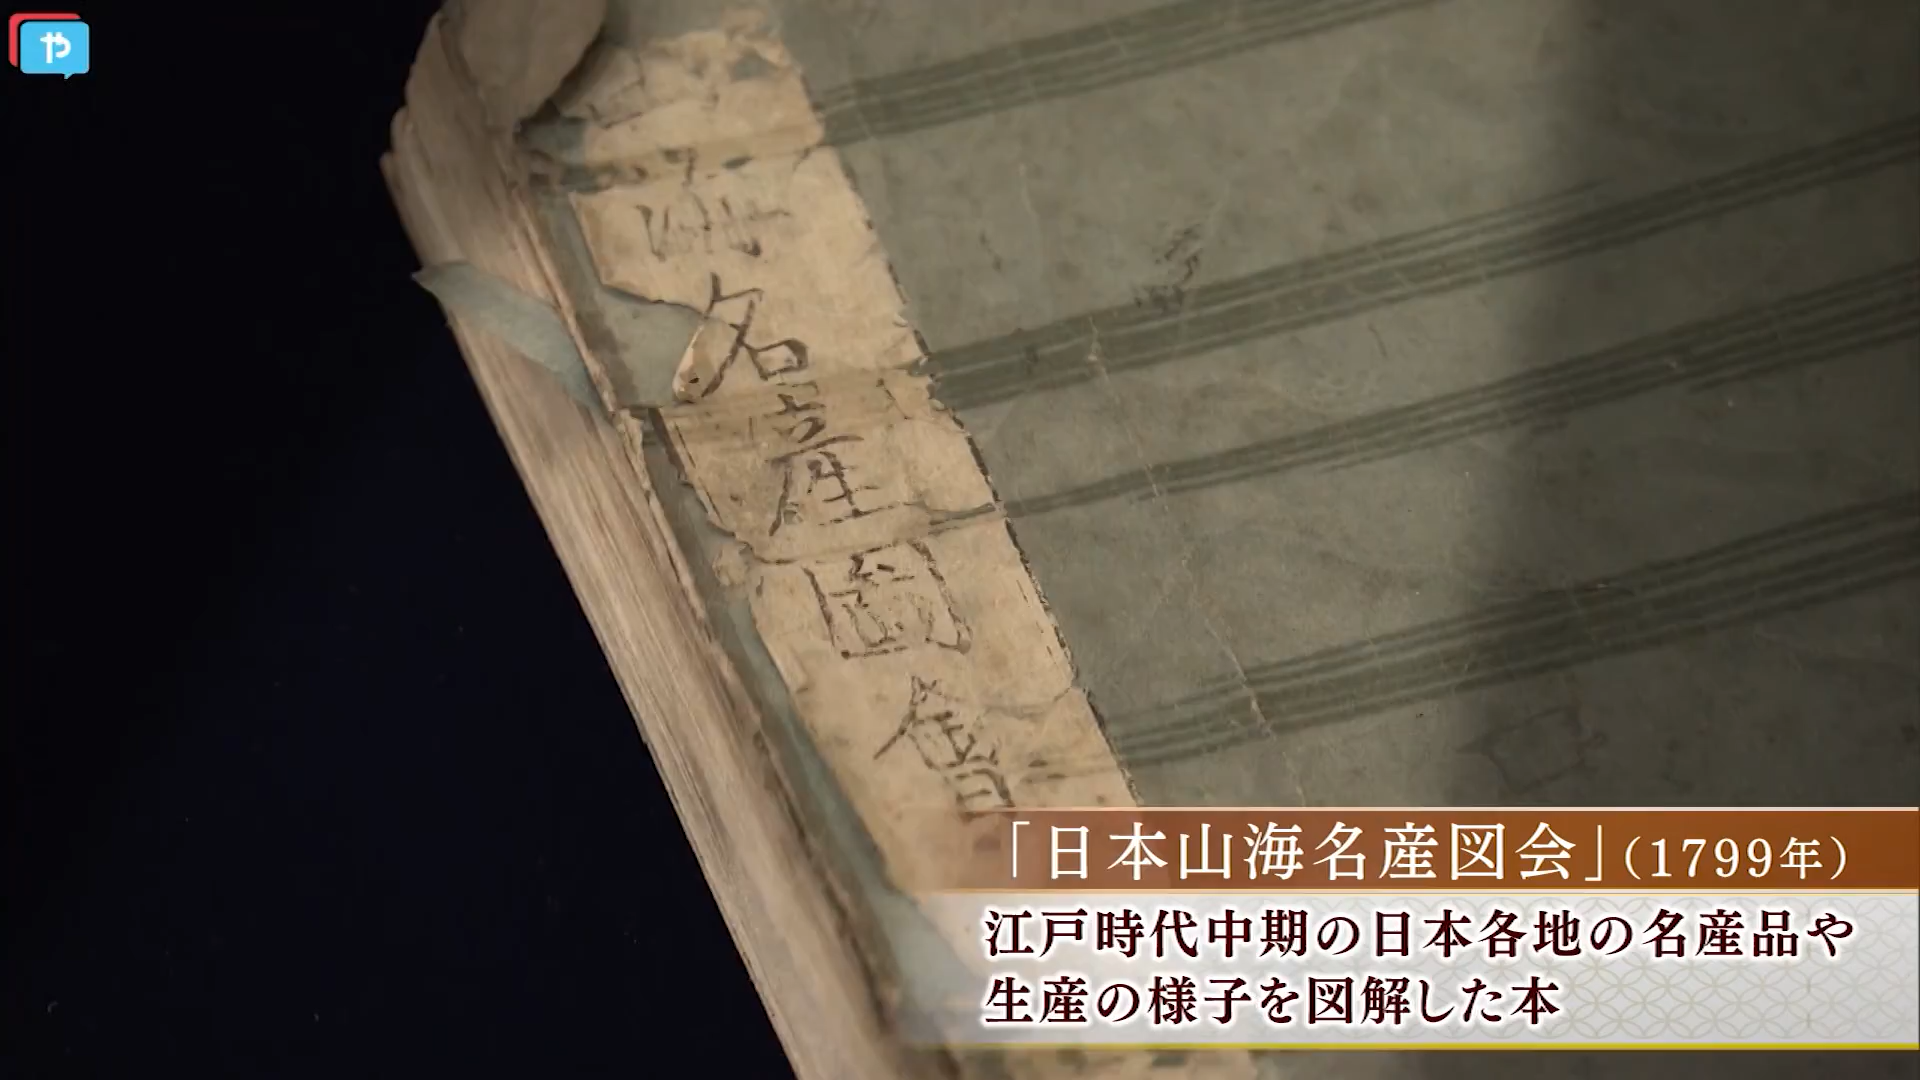 や
名産圖會
「日本山海名産図会」(1799年)
江戸時代中期の日本各地の名産品や
生産の様子を図解した本